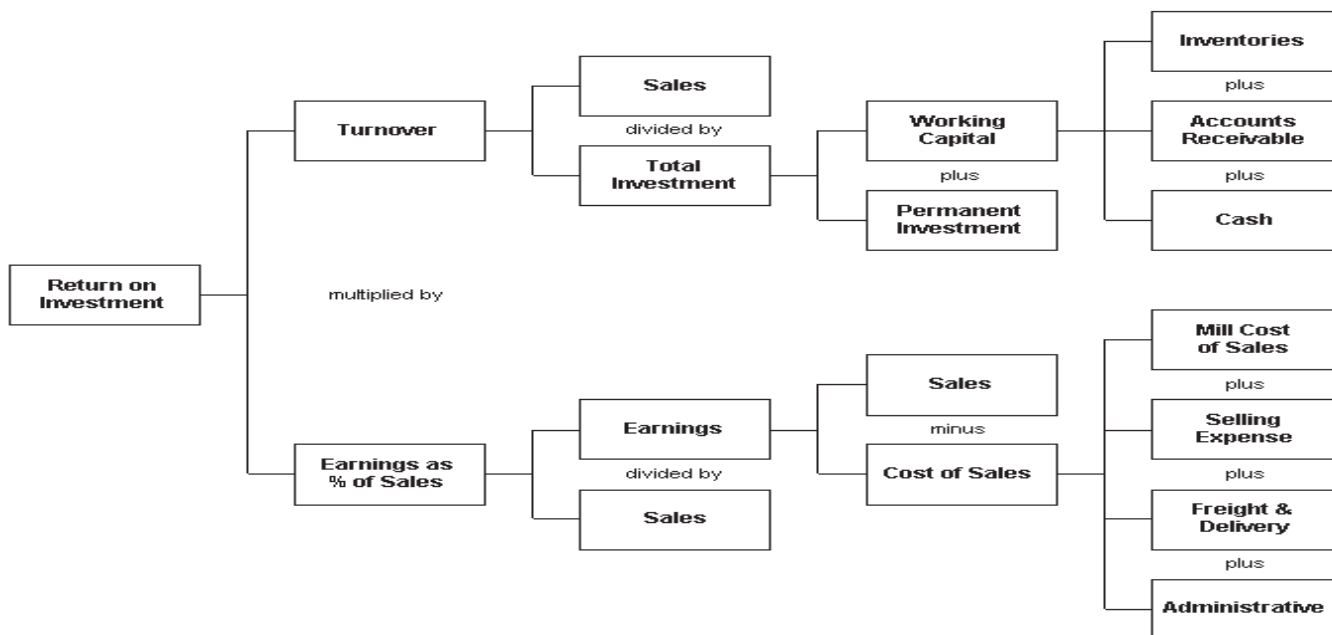 Inventories
plus
Sales
Turnover
Working
Capital
Accounts
Receivable
divided by
Total
Investment
plus
plus
Permanent
Investment
Cash
Return on
Investment
multiplied by
Mill Cost
of Sales
Sales
plus
Earnings
minus
Selling
Expense
Earnings as
% of Sales
divided by
Cost of Sales
plus
Sales
Freight &
Delivery
plus
Administrative